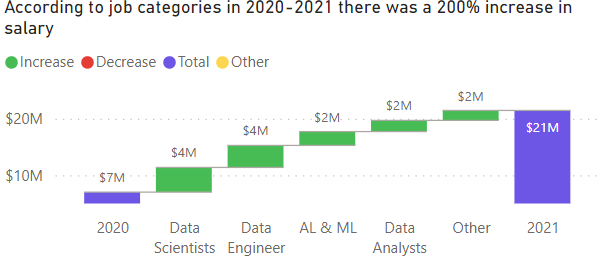 According to job categories in 2020-2021 there was a 200% increase in
salary
Increase Decrease Total Other
$20M
$10M
$7M
$4M
$4M
$2M
$2M
$2M
$21M
2020 Data Scientists Data Engineer AL & ML Data Analysts Other 2021